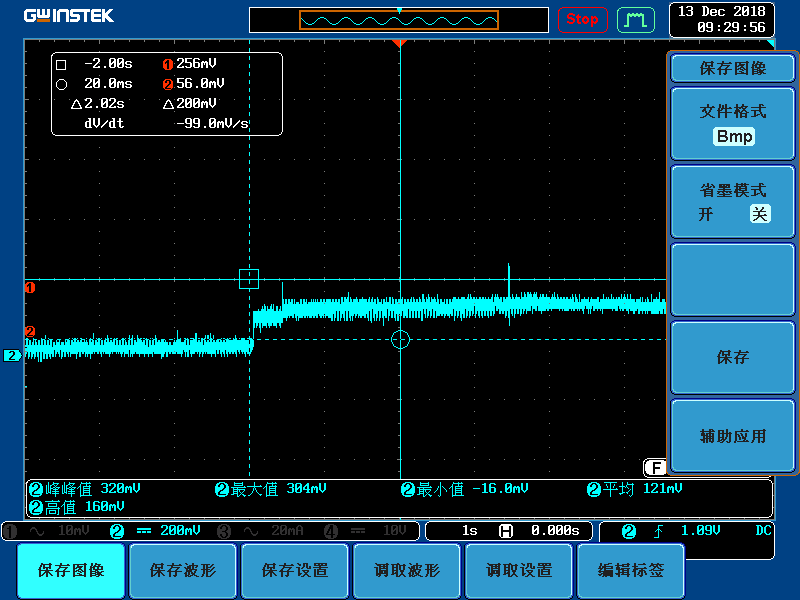 GWINSTEK
Stop
13 Dec 2018
09:29:56
-2.00s ❶256mV
20.0ms ❷56.0mV
△2.02s △200mV
dV/dt -99.0mV/s
保存图像
文件格式
Bmp
省墨模式
开 关
保存
辅助应用
1
2
2
F
②峰峰值 320mV ②最大值 304mV ②最小值 -16.0mV ②平均 121mV
②高值 160mV
1 10mV 2 200mV 3 20mA 4 10V
1s H 0.000s
2 1.09V DC
保存图像 保存波形 保存设置 调取波形 调取设置 编辑标签